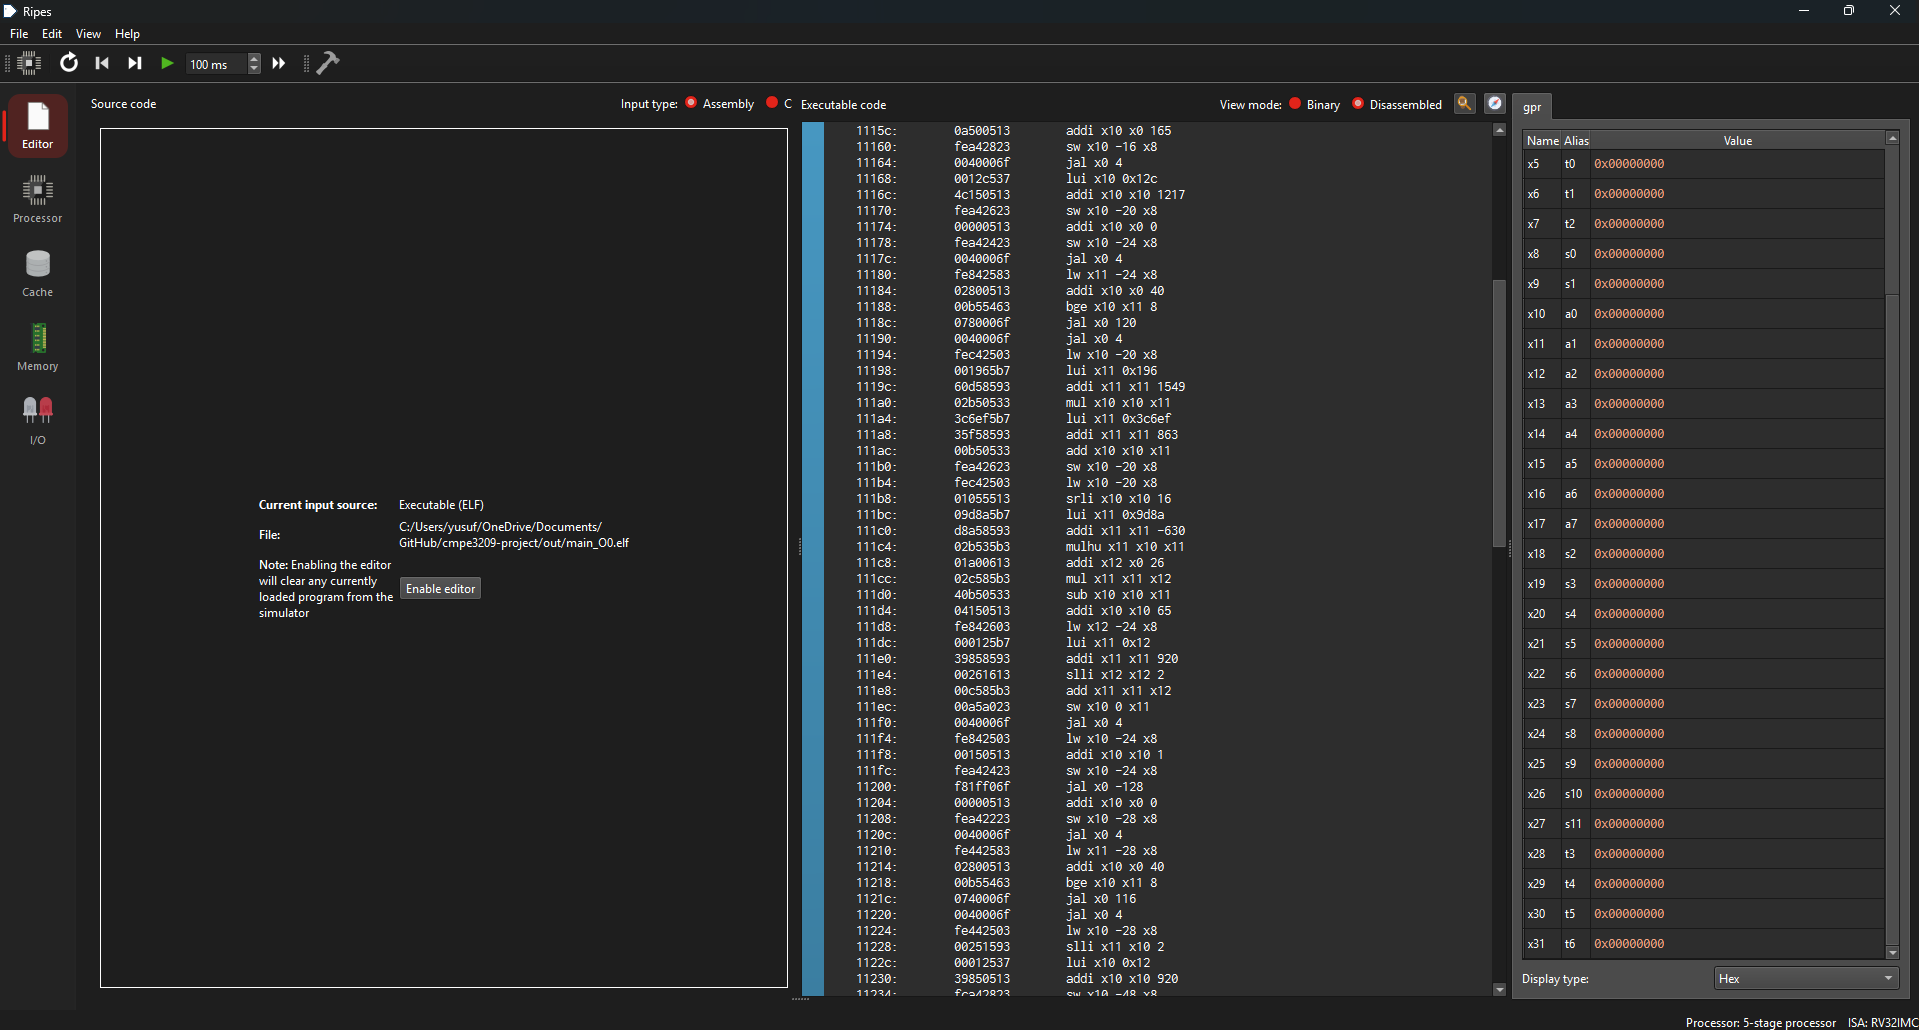 Ripes
File Edit View Help
100 ms
Editor
Processor
Cache
Memory
I/O
Source code
Input type: Assembly C
Current input source: Executable (ELF)
File: C:/Users/yusuf/OneDrive/Documents/
GitHub/cmpe3209-project/out/main_O0.elf
Note: Enabling the editor
will clear any currently
loaded program from the
simulator
Enable editor
Executable code
View mode: Binary Disassembled
1115c: 0a500513 addi x10 x0 165
11160: fea42823 sw x10 -16 x8
11164: 0040006f jal x0 4
11168: 0012c537 lui x10 0x12c
1116c: 4c150513 addi x10 x10 1217
11170: fea42623 sw x10 -20 x8
11174: 00000513 addi x10 x0 0
11178: fea42423 sw x10 -24 x8
1117c: 0040006f jal x0 4
11180: fe842583 lw x11 -24 x8
11184: 02800513 addi x10 x0 40
11188: 00b55463 bge x10 x11 8
1118c: 0780006f jal x0 120
11190: 0040006f jal x0 4
11194: fec42503 lw x10 -20 x8
11198: 001965b7 lui x11 0x196
1119c: 60d58593 addi x11 x11 1549
111a0: 02b50533 mul x10 x10 x11
111a4: 3c6ef5b7 lui x11 0x3c6ef
111a8: 35f58593 addi x11 x11 863
111ac: 00b50533 add x10 x10 x11
111b0: fea42623 sw x10 -20 x8
111b4: fec42503 lw x10 -20 x8
111b8: 01055513 srli x10 x10 16
111bc: 09d8a5b7 lui x11 0x9d8a
111c0: d8a58593 addi x11 x11 -630
111c4: 02b535b3 mulhu x11 x10 x11
111c8: 01a00613 addi x12 x0 26
111cc: 02c585b3 mul x11 x11 x12
111d0: 40b50533 sub x10 x10 x11
111d4: 04150513 addi x10 x10 65
111d8: fe842603 lw x12 -24 x8
111dc: 000125b7 lui x11 0x12
111e0: 39858593 addi x11 x11 920
111e4: 00261613 slli x12 x12 2
111e8: 00c585b3 add x11 x11 x12
111ec: 00a5a023 sw x10 0 x11
111f0: 0040006f jal x0 4
111f4: fe842503 lw x10 -24 x8
111f8: 00150513 addi x10 x10 1
111fc: fea42423 sw x10 -24 x8
11200: f81ff06f jal x0 -128
11204: 00000513 addi x10 x0 0
11208: fea42223 sw x10 -28 x8
1120c: 0040006f jal x0 4
11210: fe442583 lw x11 -28 x8
11214: 02800513 addi x10 x0 40
11218: 00b55463 bge x10 x11 8
1121c: 0740006f jal x0 116
11220: 0040006f jal x0 4
11224: fe442503 lw x10 -28 x8
11228: 00251593 slli x11 x10 2
1122c: 00012537 lui x10 0x12
11230: 39850513 addi x10 x10 920
11234: fca42823 sw x10 -48 x8
gpr
Name Alias Value
x5 t0 0x00000000
x6 t1 0x00000000
x7 t2 0x00000000
x8 s0 0x00000000
x9 s1 0x00000000
x10 a0 0x00000000
x11 a1 0x00000000
x12 a2 0x00000000
x13 a3 0x00000000
x14 a4 0x00000000
x15 a5 0x00000000
x16 a6 0x00000000
x17 a7 0x00000000
x18 s2 0x00000000
x19 s3 0x00000000
x20 s4 0x00000000
x21 s5 0x00000000
x22 s6 0x00000000
x23 s7 0x00000000
x24 s8 0x00000000
x25 s9 0x00000000
x26 s10 0x00000000
x27 s11 0x00000000
x28 t3 0x00000000
x29 t4 0x00000000
x30 t5 0x00000000
x31 t6 0x00000000
Display type: Hex
Processor: 5-stage processor ISA: RV32IMC